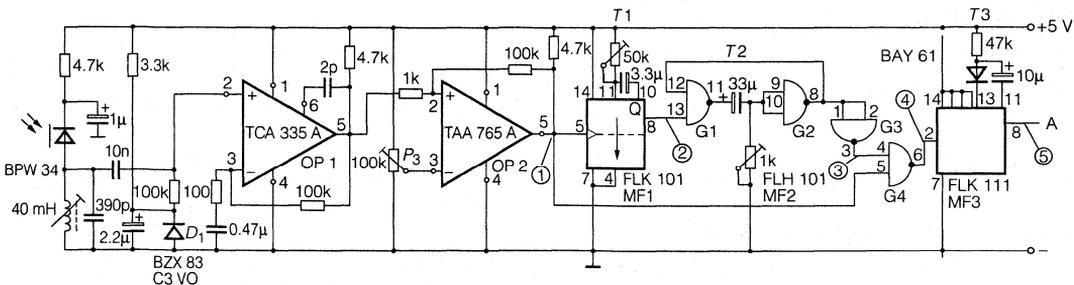 T1
T3
+5 V
4.7k
3.3k
4.7k
4.7k
50k
T2
47k
BAY 61
100k
3.3µ
10µ
1µ
2p
1k
14
11
10
12
11
33µ
9
10
8
14
13
11
2
1
6
5
2
1
Q
13
G1
G2
1
2
4
TCA 335 A
TAA 765 A
5
5
8
G3
2
8
A
BPW 34
10n
3
OP 1
100k
P3
3
OP 2
1
2
1k
3
4
6
5
3
5
100k
100
4
4
7
4
FLK 101
MF1
FLH 101
MF2
G4
7
FLK 111
MF3
40 mH
390p
100k
2.2µ
D1
0.47µ
–
BZX 83
C3 VO